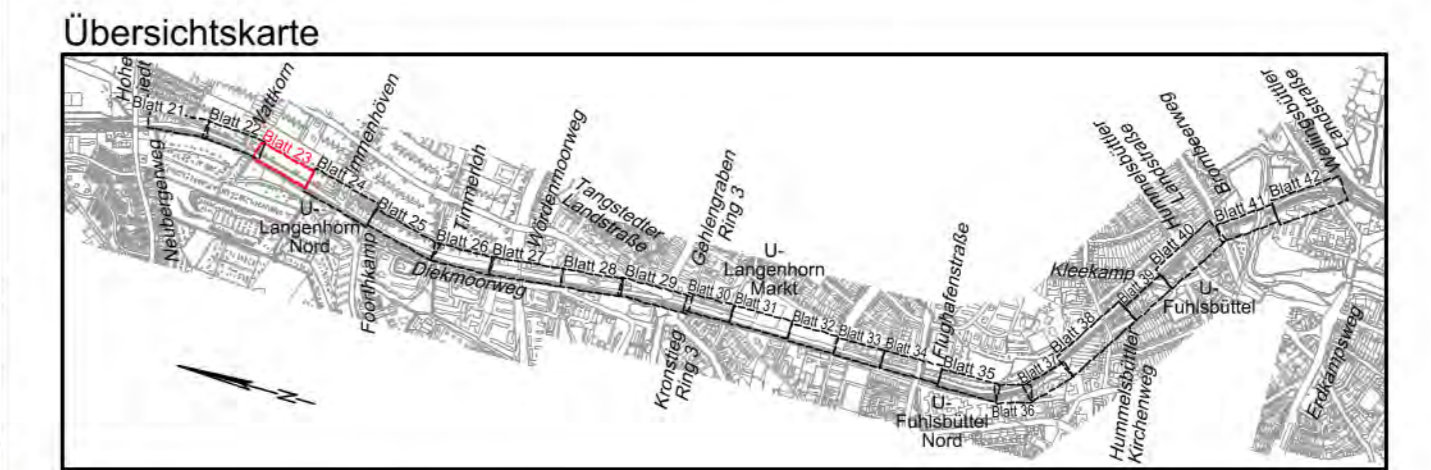 Übersichtskarte
Hohe
Liedt
Wattkorn
Immenhöven
Blatt 21
Blatt 22
Blatt 23
Blatt 24
Blatt 25
Blatt 26
Blatt 27
Blatt 28
Blatt 29
Blatt 30
Blatt 31
Blatt 32
Blatt 33
Blatt 34
Blatt 35
Blatt 36
Blatt 37
Blatt 38
Blatt 39
Blatt 40
Blatt 41
Blatt 42
Neubergerweg
U-
Langenhorn
Nord
Foorthkamp
Timmerloh
Diekmoorweg
Wördenmoorweg
Tangstedter
Landstraße
Gehlengraben
Ring 3
Kronstieg
Ring 3
U-
Langenhorn
Markt
Flughafenstraße
U-
Fuhlsbüttel
Nord
Kleekamp
Hummelsbüttler
Landstraße
Brombeerweg
Wellingsbüttler
Landstraße
U-
Fuhlsbüttel
Hummelsbüttler
Kirchenweg
Erdkampsweg
N